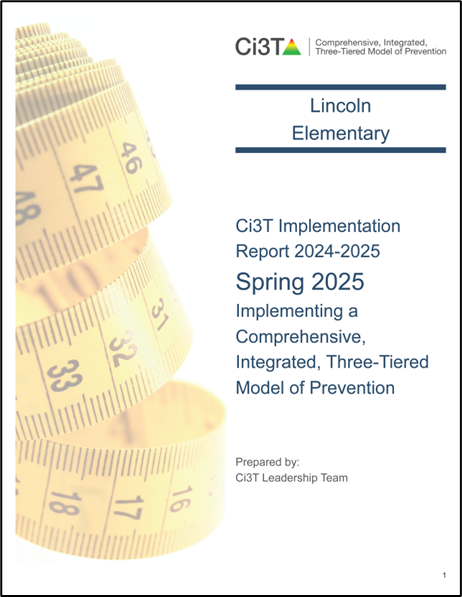 Ci3T
Comprehensive, Integrated,
Three-Tiered Model of Prevention
Lincoln
Elementary
46
47
48
Ci3T Implementation
Report 2024-2025
Spring 2025
Implementing a
Comprehensive,
Integrated, Three-Tiered
Model of Prevention
31
32
33
Prepared by:
Ci3T Leadership Team
16
17
18
1